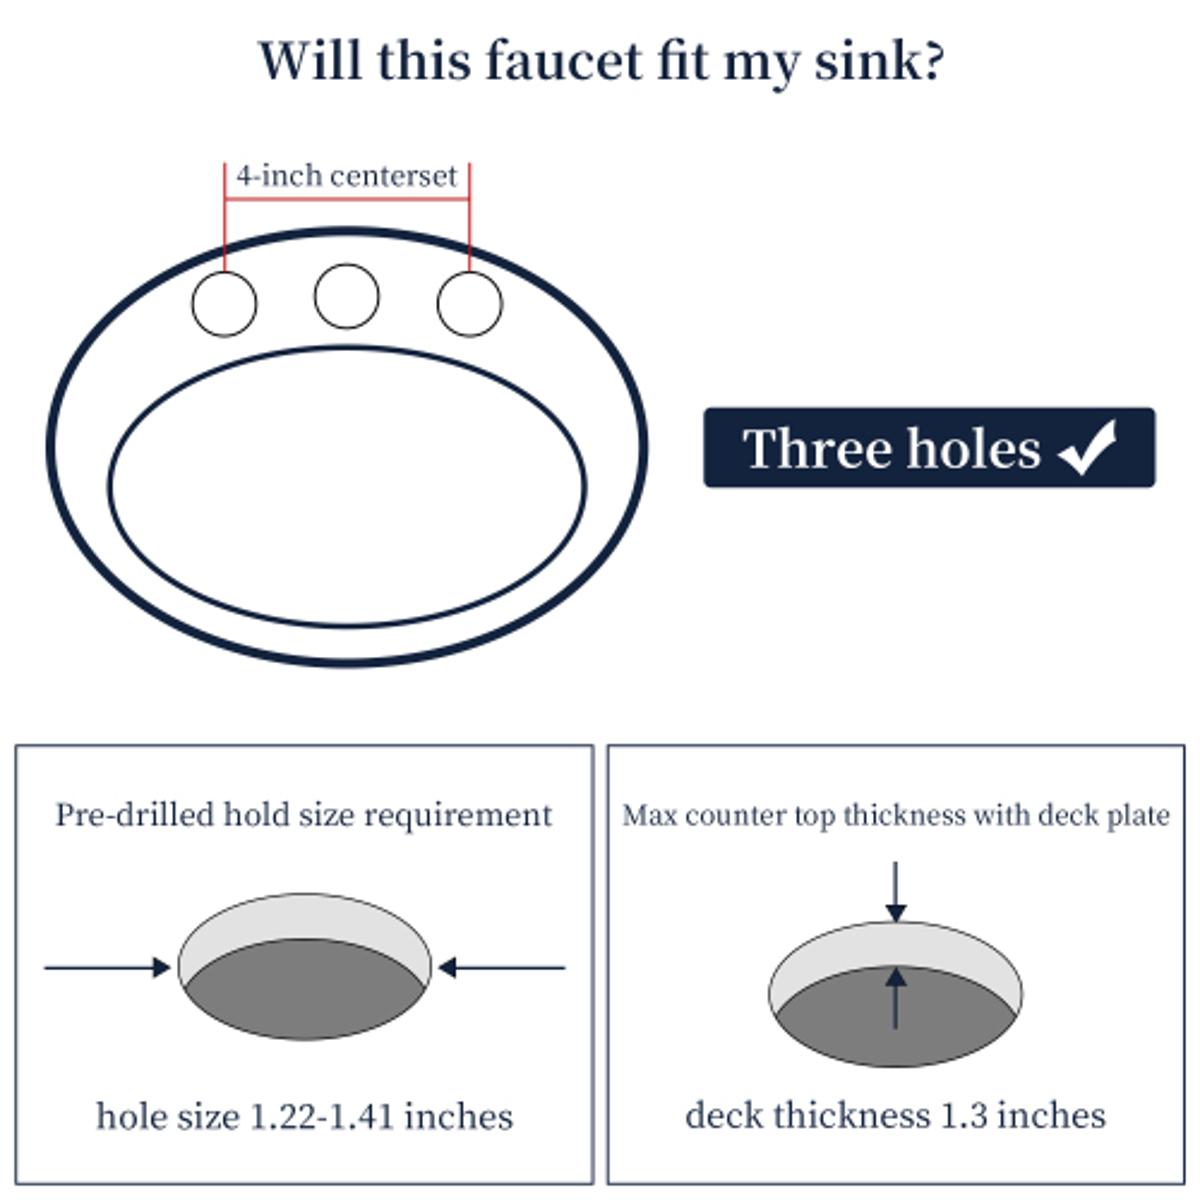 Will this faucet fit my sink?
4-inch centerset
Three holes
Pre-drilled hold size requirement
hole size 1.22-1.41 inches
Max counter top thickness with deck plate
deck thickness 1.3 inches